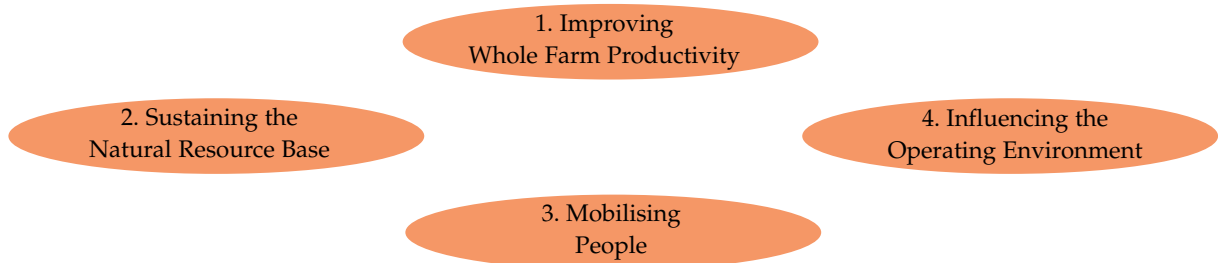 1. Improving
Whole Farm Productivity
2. Sustaining the
Natural Resource Base
4. Influencing the
Operating Environment
3. Mobilising
People